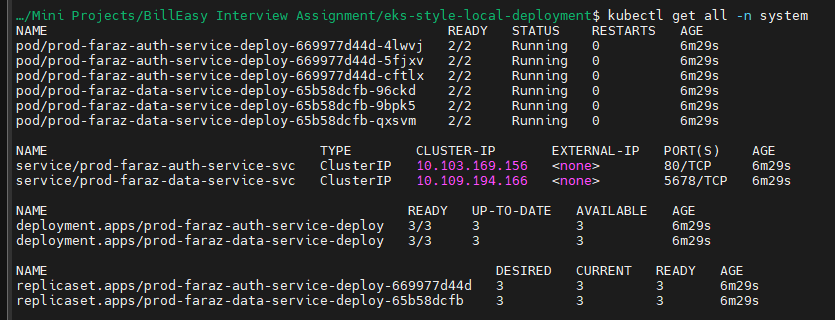 …/Mini Projects/BillEasy Interview Assignment/eks-style-local-deployment$ kubectl get all -n system
NAME READY STATUS RESTARTS AGE
pod/prod-faraz-auth-service-deploy-669977d44d-4lwvj 2/2 Running 0 6m29s
pod/prod-faraz-auth-service-deploy-669977d44d-5fjxv 2/2 Running 0 6m29s
pod/prod-faraz-auth-service-deploy-669977d44d-cftlx 2/2 Running 0 6m29s
pod/prod-faraz-data-service-deploy-65b58dcfb-96ckd 2/2 Running 0 6m29s
pod/prod-faraz-data-service-deploy-65b58dcfb-9bpk5 2/2 Running 0 6m29s
pod/prod-faraz-data-service-deploy-65b58dcfb-qxsvm 2/2 Running 0 6m29s
NAME TYPE CLUSTER-IP EXTERNAL-IP PORT(S) AGE
service/prod-faraz-auth-service-svc ClusterIP 10.103.169.156 <none> 80/TCP 6m29s
service/prod-faraz-data-service-svc ClusterIP 10.109.194.166 <none> 5678/TCP 6m29s
NAME READY UP-TO-DATE AVAILABLE AGE
deployment.apps/prod-faraz-auth-service-deploy 3/3 3 3 6m29s
deployment.apps/prod-faraz-data-service-deploy 3/3 3 3 6m29s
NAME DESIRED CURRENT READY AGE
replicaset.apps/prod-faraz-auth-service-deploy-669977d44d 3 3 3 6m29s
replicaset.apps/prod-faraz-data-service-deploy-65b58dcfb 3 3 3 6m29s